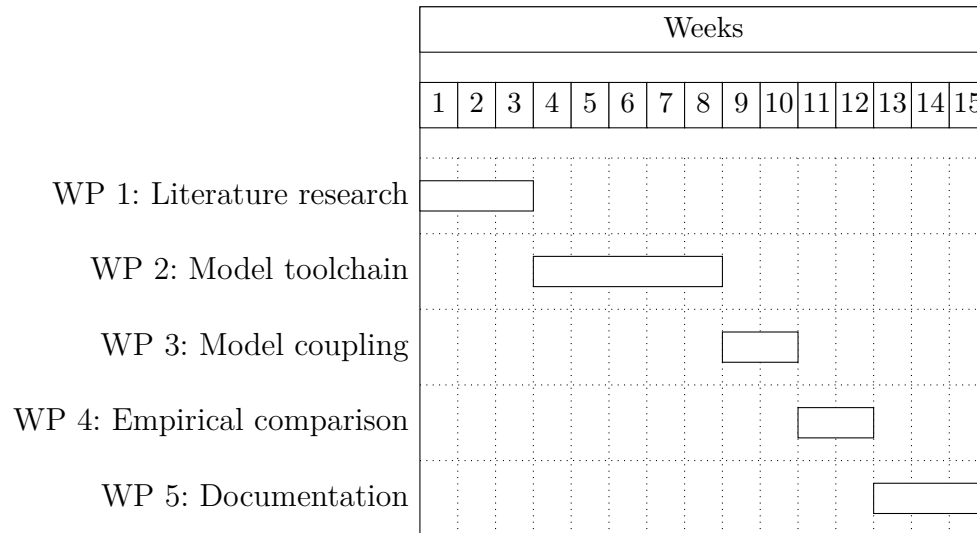 Weeks
1 2 3 4 5 6 7 8 9 10 11 12 13 14 15
WP 1: Literature research
WP 2: Model toolchain
WP 3: Model coupling
WP 4: Empirical comparison
WP 5: Documentation